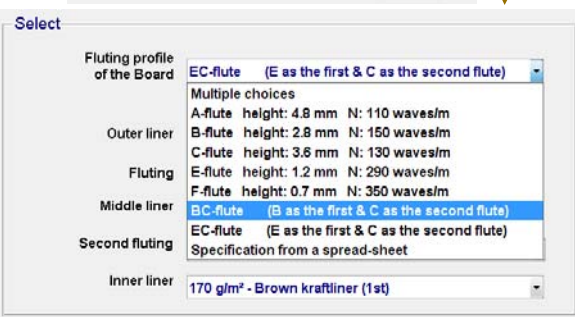 Select
Fluting profile
of the Board
EC-flute (E as the first & C as the second flute)
Multiple choices
A-flute height: 4.8 mm N: 110 waves/m
Outer liner
B-flute height: 2.8 mm N: 150 waves/m
C-flute height: 3.6 mm N: 130 waves/m
Fluting
E-flute height: 1.2 mm N: 290 waves/m
F-flute height: 0.7 mm N: 350 waves/m
Middle liner
BC-flute (B as the first & C as the second flute)
EC-flute (E as the first & C as the second flute)
Second fluting
Specification from a spread-sheet
Inner liner
170 g/m² - Brown kraftliner (1st)